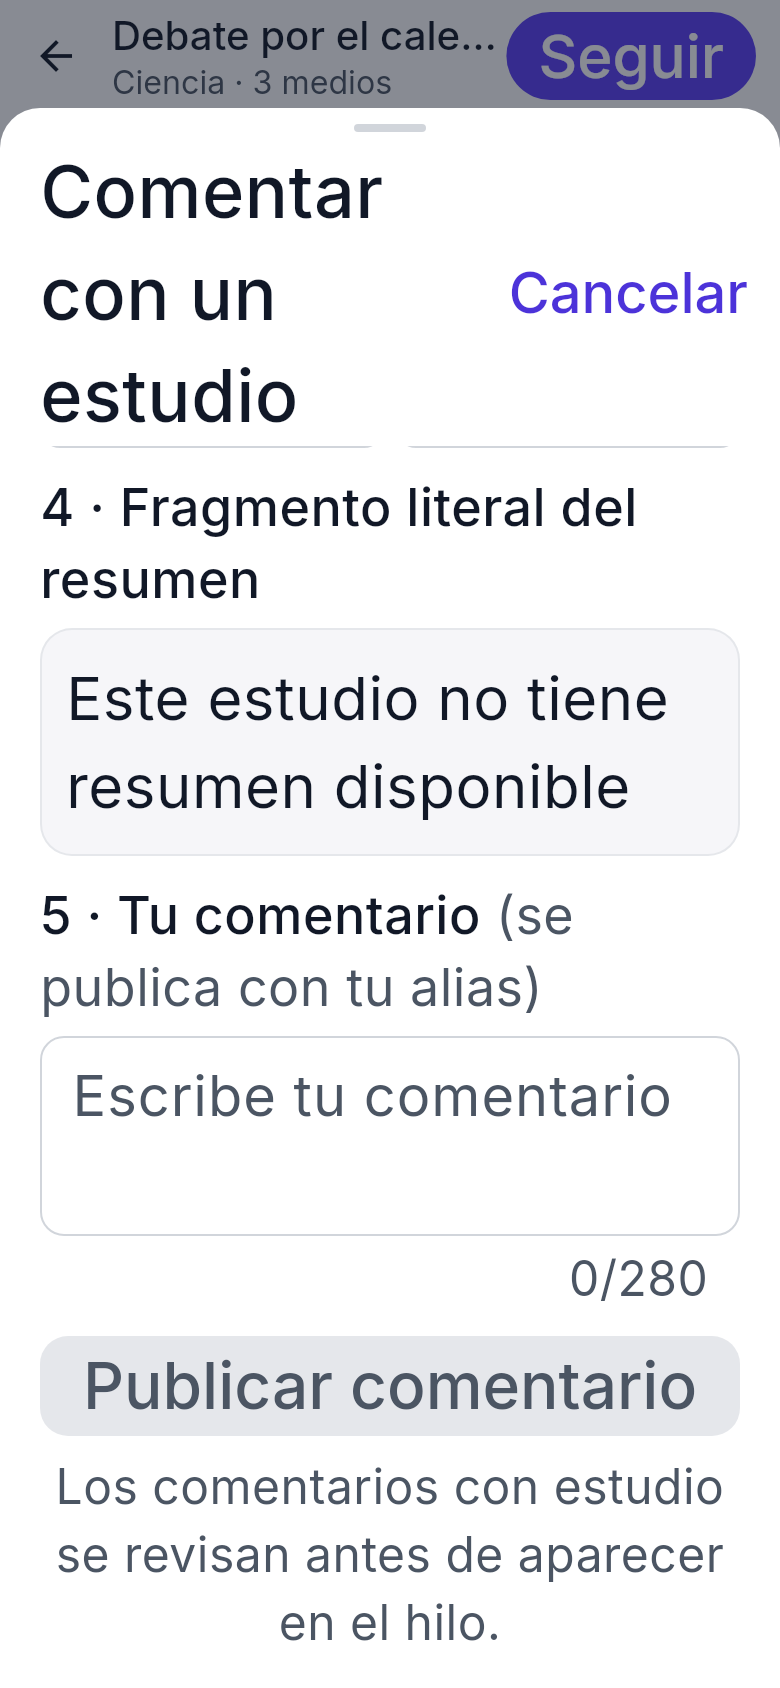 Debate por el cale...
Ciencia · 3 medios
Seguir
Comentar
con un
estudio
Cancelar
4 · Fragmento literal del
resumen
Este estudio no tiene
resumen disponible
5 · Tu comentario (se
publica con tu alias)
Escribe tu comentario
0/280
Publicar comentario
Los comentarios con estudio
se revisan antes de aparecer
en el hilo.